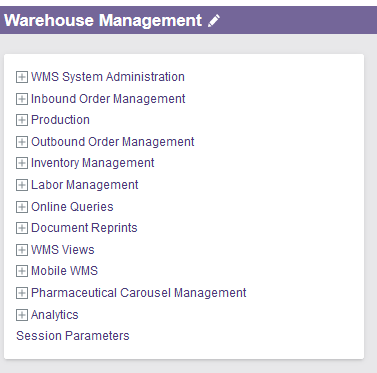 Warehouse Management
WMS System Administration
Inbound Order Management
Production
Outbound Order Management
Inventory Management
Labor Management
Online Queries
Document Reprints
WMS Views
Mobile WMS
Pharmaceutical Carousel Management
Analytics
Session Parameters